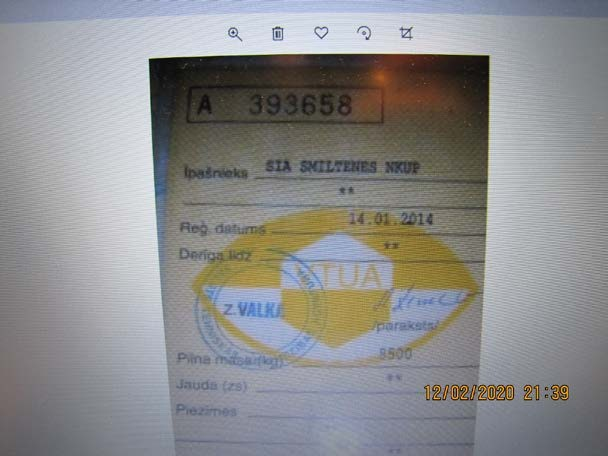 A 393658
Īpašnieks SIA SMILTENES NKUP
**
Reģ. datums 14.01.2014
Derīga līdz **
TUA
Z.VALKA
/paraksts/
Pilna masa (kg) 8500
Jauda (zs) **
Piezīmes
**
12/02/2020 21:39